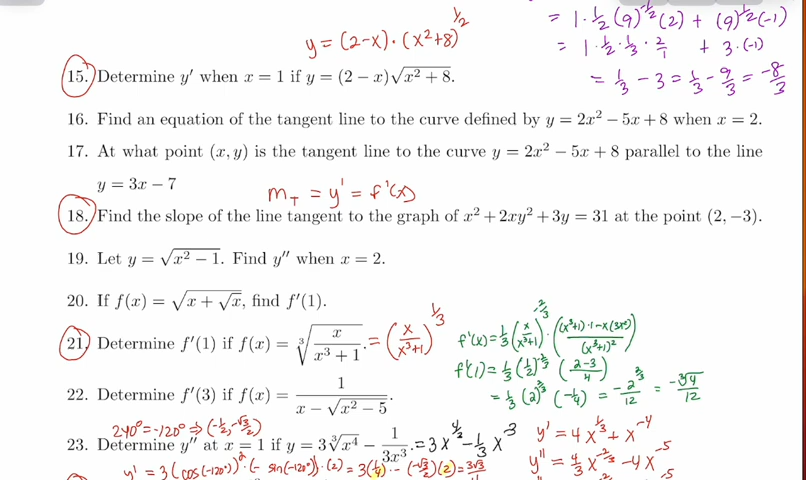 = 1·½(9)^-½(2) + (9)^½(-1)
y = (2-x)·(x²+8)^½
= 1·½·⅓·2/1 + 3·(-1)
15. Determine y′ when x = 1 if y = (2 − x)√(x² + 8).
= ⅓ - 3 = ⅓ - 9/3 = -8/3
16. Find an equation of the tangent line to the curve defined by y = 2x² − 5x + 8 when x = 2.
17. At what point (x, y) is the tangent line to the curve y = 2x² − 5x + 8 parallel to the line
y = 3x − 7
m_T = y' = f'(x)
18. Find the slope of the line tangent to the graph of x² + 2xy² + 3y = 31 at the point (2, −3).
19. Let y = √(x² − 1). Find y″ when x = 2.
20. If f(x) = √(x + √x), find f′(1).
21. Determine f′(1) if f(x) = ∛(x/(x³ + 1)). = (x/(x³+1))^⅓
f'(x) = ⅓(x/(x³+1))^-⅔·((x³+1)·1-x(3x²)/(x³+1)²)
f'(1) = ⅓(½)^-⅔((2-3)/4)
= ⅓(2)^⅔(-¼) = -2^⅔/12 = -∛4/12
22. Determine f′(3) if f(x) = 1/(x − √(x² − 5)).
240° = -120° ⇒ (-½, -√3/2)
23. Determine y″ at x = 1 if y = 3∛(x⁴) − 1/(3x³) = 3x^4/3 - ⅓x^-3
y' = 4x^⅓ + x^-4
y'' = 4/3 x^-⅔ - 4x^-5
y' = 3(cos(-120°))²·(-sin(-120°))·(2) = 3(¼)·-(-√3/2)(2) = 3√3/4